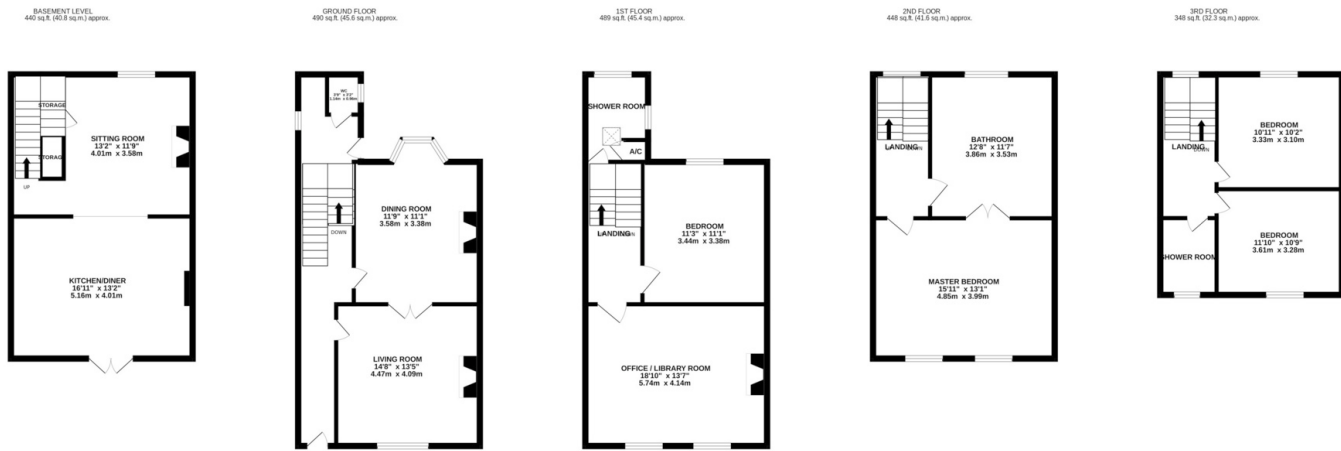 BASEMENT LEVEL
440 sq.ft. (40.8 sq.m.) approx.
STORAGE
SITTING ROOM
13'2" x 11'9"
4.01m x 3.58m
STORAGE
UP
KITCHEN/DINER
16'11" x 13'2"
5.16m x 4.01m
GROUND FLOOR
490 sq.ft. (45.6 sq.m.) approx.
WC
DINING ROOM
11'9" x 11'1"
3.58m x 3.38m
DOWN
LIVING ROOM
14'8" x 13'5"
4.47m x 4.09m
1ST FLOOR
489 sq.ft. (45.4 sq.m.) approx.
SHOWER ROOM
A/C
BEDROOM
11'3" x 11'1"
3.44m x 3.38m
LANDING
OFFICE / LIBRARY ROOM
18'10" x 13'7"
5.74m x 4.14m
2ND FLOOR
448 sq.ft. (41.6 sq.m.) approx.
BATHROOM
12'8" x 11'7"
3.86m x 3.53m
DOWN
LANDING
MASTER BEDROOM
15'11" x 13'1"
4.85m x 3.99m
3RD FLOOR
348 sq.ft. (32.3 sq.m.) approx.
BEDROOM
10'11" x 10'2"
3.33m x 3.10m
LANDING
DOWN
BEDROOM
11'10" x 10'9"
3.61m x 3.28m
SHOWER ROOM